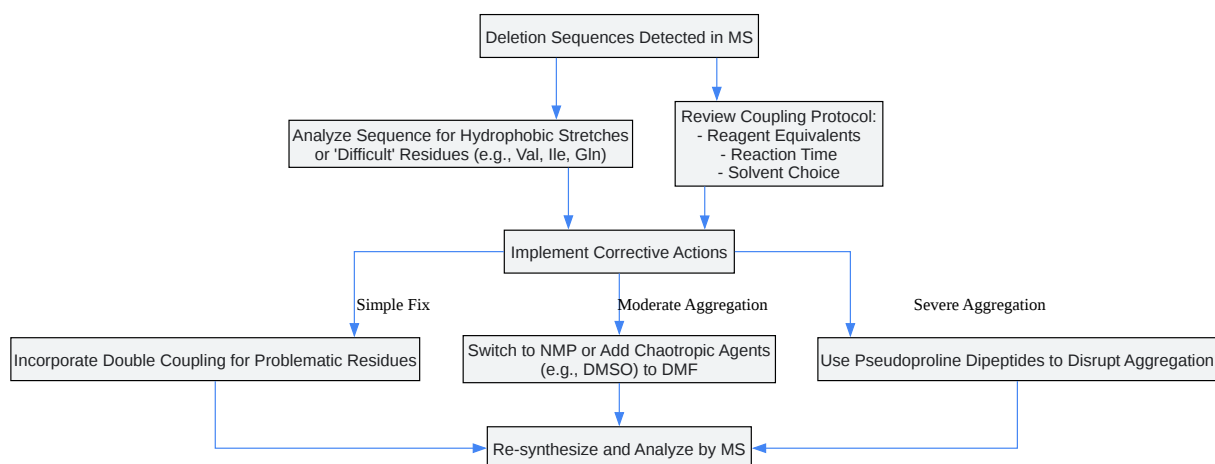 Deletion Sequences Detected in MS
Analyze Sequence for Hydrophobic Stretches
or 'Difficult' Residues (e.g., Val, Ile, Gln)
Review Coupling Protocol:
- Reagent Equivalents
- Reaction Time
- Solvent Choice
Implement Corrective Actions
Simple Fix
Moderate Aggregation
Severe Aggregation
Incorporate Double Coupling for Problematic Residues
Switch to NMP or Add Chaotropic Agents
(e.g., DMSO) to DMF
Use Pseudoproline Dipeptides to Disrupt Aggregation
Re-synthesize and Analyze by MS